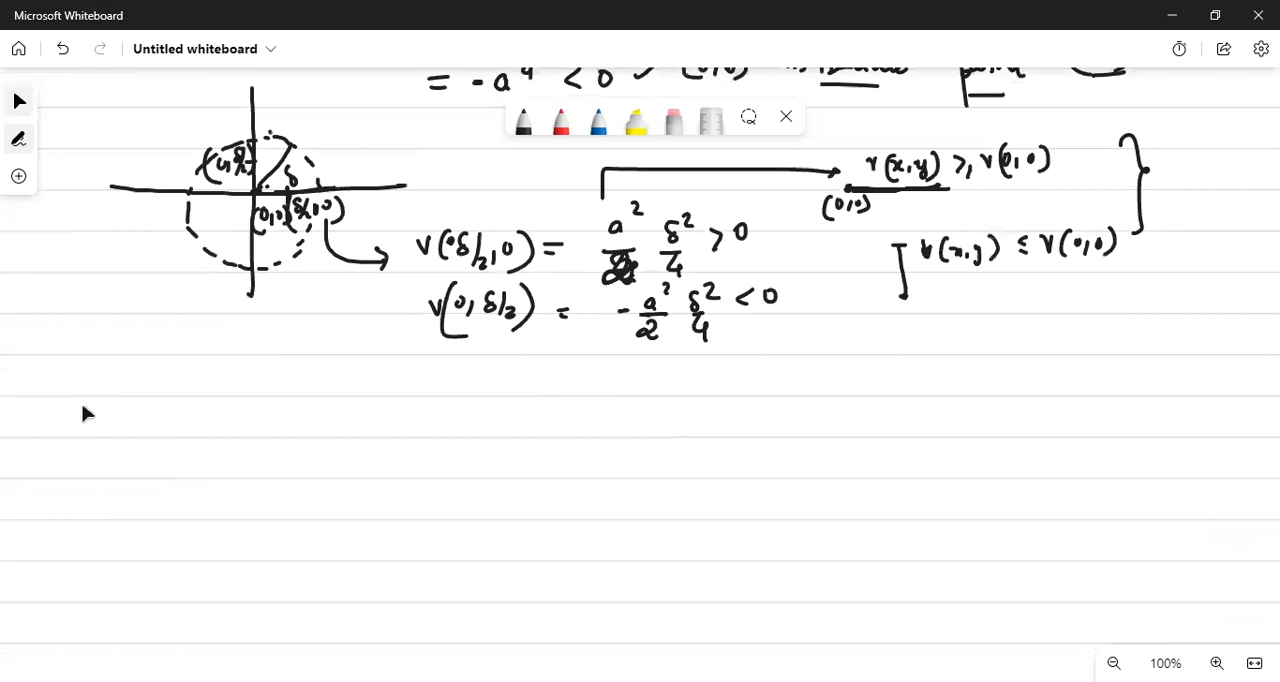 Microsoft Whiteboard
Untitled whiteboard
= -a⁴ < 0
(0, δ/2)
δ
(0,0) (δ/2, 0)
V(x,y) ≥ V(0,0)
(0,0)
V(δ/2, 0) = a² δ²/4 > 0
V(x,y) ≤ V(0,0)
V(0, δ/2) = - a²/2 δ²/4 < 0
100%